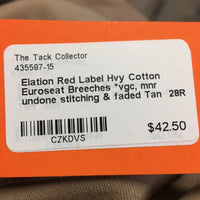 The Tack Collector
435597-15
Elation Red Label Hvy Cotton
Euroseat Breeches *vgc, mnr
undone stitching & faded Tan 28R
CZKDVS
$42.50